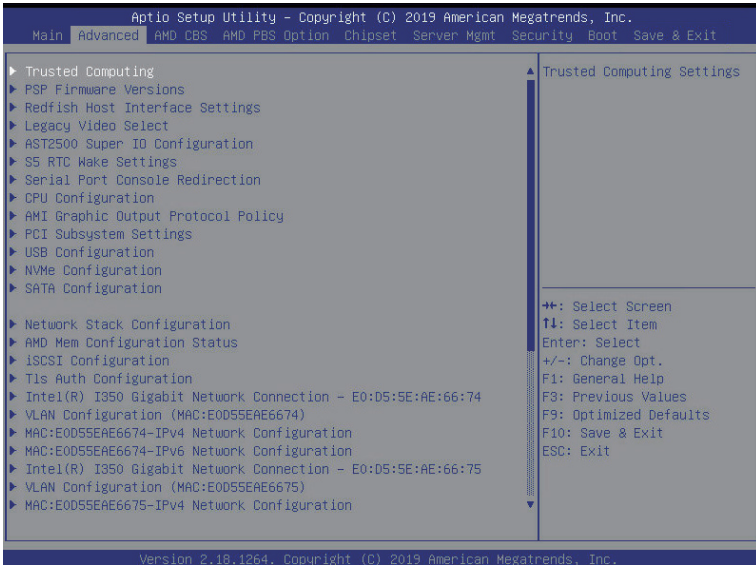 Aptio Setup Utility – Copyright (C) 2019 American Megatrends, Inc.
Main Advanced AMD CBS AMD PBS Option Chipset Server Mgmt Security Boot Save & Exit
Trusted Computing
PSP Firmware Versions
Redfish Host Interface Settings
Legacy Video Select
AST2500 Super IO Configuration
S5 RTC Wake Settings
Serial Port Console Redirection
CPU Configuration
AMI Graphic Output Protocol Policy
PCI Subsystem Settings
USB Configuration
NVMe Configuration
SATA Configuration
Network Stack Configuration
AMD Mem Configuration Status
iSCSI Configuration
Tls Auth Configuration
Intel(R) I350 Gigabit Network Connection – E0:D5:5E:AE:66:74
VLAN Configuration (MAC:E0D55EAE6674)
MAC:E0D55EAE6674-IPv4 Network Configuration
MAC:E0D55EAE6674-IPv6 Network Configuration
Intel(R) I350 Gigabit Network Connection – E0:D5:5E:AE:66:75
VLAN Configuration (MAC:E0D55EAE6675)
MAC:E0D55EAE6675-IPv4 Network Configuration
Trusted Computing Settings
→←: Select Screen
↑↓: Select Item
Enter: Select
+/-: Change Opt.
F1: General Help
F3: Previous Values
F9: Optimized Defaults
F10: Save & Exit
ESC: Exit
Version 2.18.1264. Copyright (C) 2019 American Megatrends, Inc.